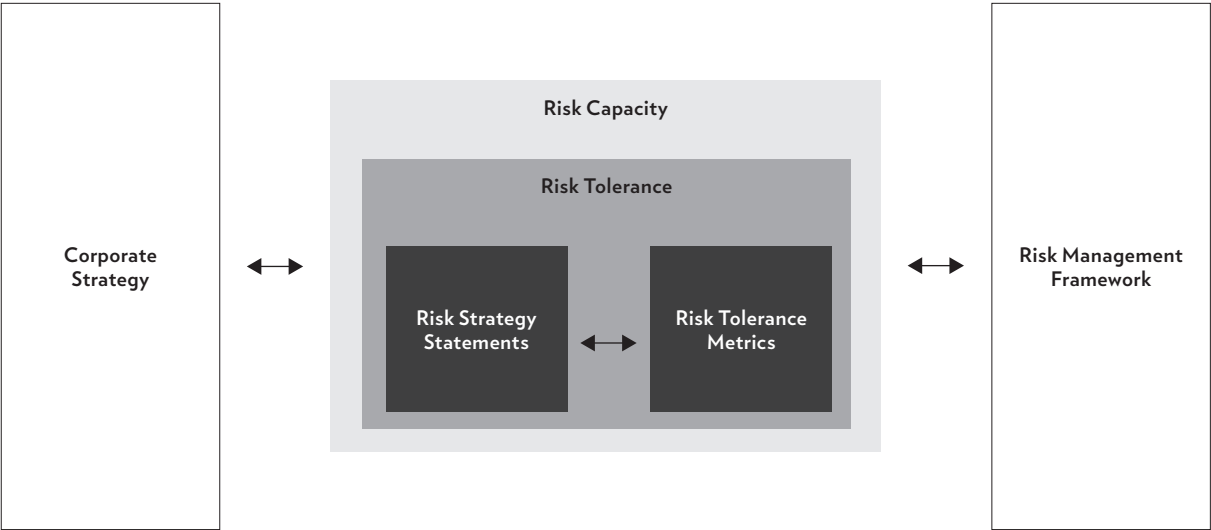 Risk Capacity
Risk Tolerance
Corporate
Strategy
Risk Strategy
Statements
Risk Tolerance
Metrics
Risk Management
Framework